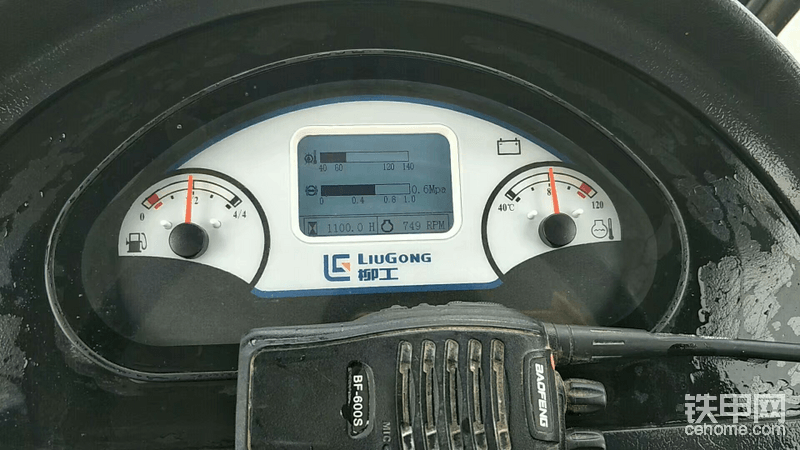 40 60 120 140
0.6Mpa
0 0.4 0.8 1.0
1100.0 H 749 RPM
0 1/2 4/4
40℃ 120
LIUGONG
柳工
BF-600S
MIC
BAOFENG
铁甲网
cehome.com